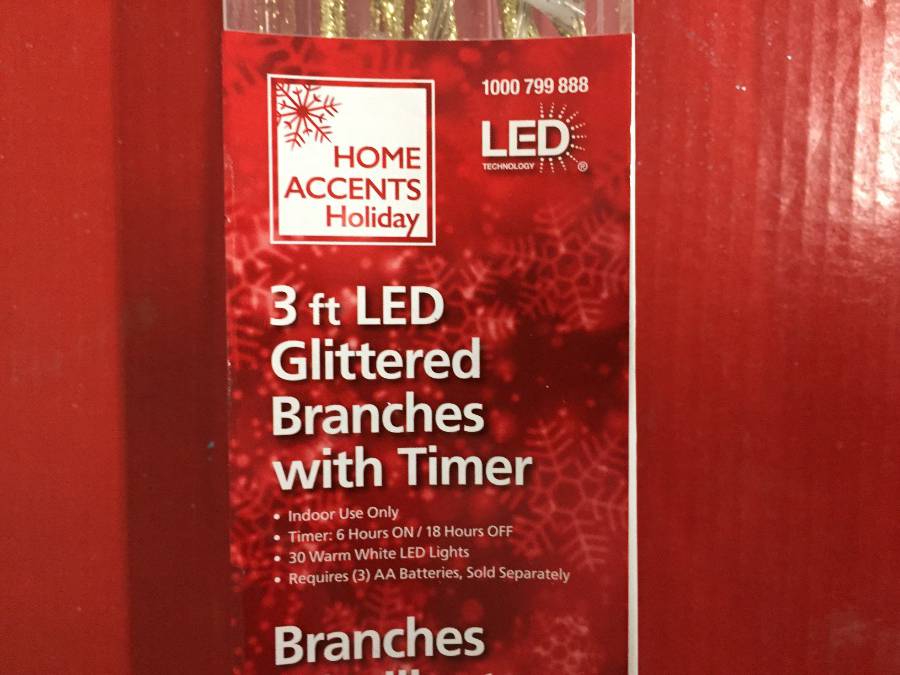 HOME
ACCENTS
Holiday
1000 799 888
LED
TECHNOLOGY ®
3 ft LED
Glittered
Branches
with Timer
• Indoor Use Only
• Timer: 6 Hours ON / 18 Hours OFF
• 30 Warm White LED Lights
• Requires (3) AA Batteries, Sold Separately
Branches